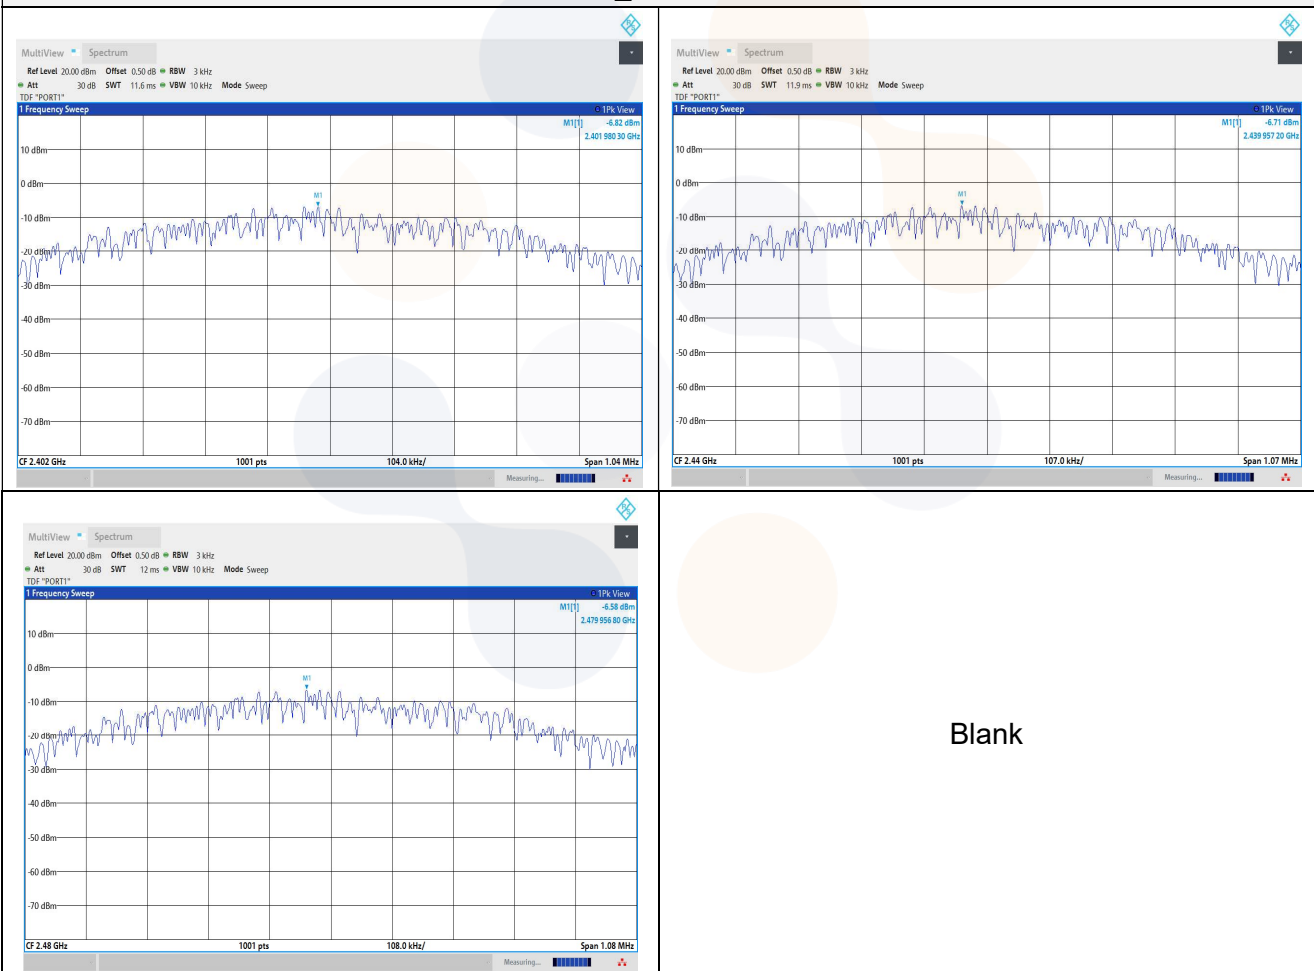 MultiView Spectrum
Ref Level 20.00 dBm Offset 0.50 dB RBW 3 kHz
Att 30 dB SWT 11.6 ms VBW 10 kHz Mode Sweep
TDF "PORT1"
1 Frequency Sweep 1Pk View
M1[1] -6.82 dBm
2.401 980 30 GHz
M1
10 dBm
0 dBm
-10 dBm
-20 dBm
-30 dBm
-40 dBm
-50 dBm
-60 dBm
-70 dBm
CF 2.402 GHz 1001 pts 104.0 kHz/ Span 1.04 MHz
Measuring...
MultiView Spectrum
Ref Level 20.00 dBm Offset 0.50 dB RBW 3 kHz
Att 30 dB SWT 11.9 ms VBW 10 kHz Mode Sweep
TDF "PORT1"
1 Frequency Sweep 1Pk View
M1[1] -6.71 dBm
2.439 957 20 GHz
M1
10 dBm
0 dBm
-10 dBm
-20 dBm
-30 dBm
-40 dBm
-50 dBm
-60 dBm
-70 dBm
CF 2.44 GHz 1001 pts 107.0 kHz/ Span 1.07 MHz
Measuring...
MultiView Spectrum
Ref Level 20.00 dBm Offset 0.50 dB RBW 3 kHz
Att 30 dB SWT 12 ms VBW 10 kHz Mode Sweep
TDF "PORT1"
1 Frequency Sweep 1Pk View
M1[1] -6.58 dBm
2.479 956 80 GHz
M1
10 dBm
0 dBm
-10 dBm
-20 dBm
-30 dBm
-40 dBm
-50 dBm
-60 dBm
-70 dBm
CF 2.48 GHz 1001 pts 108.0 kHz/ Span 1.08 MHz
Measuring...
Blank